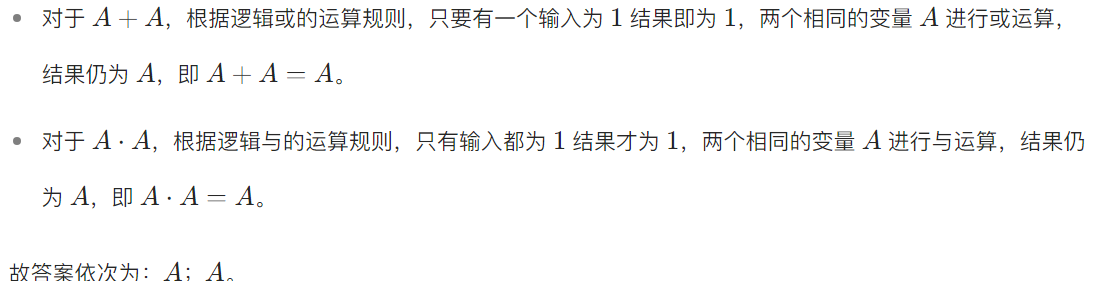 • 对于 A + A，根据逻辑或的运算规则，只要有一个输入为 1 结果即为 1，两个相同的变量 A 进行或运算，
结果仍为 A，即 A + A = A。
• 对于 A · A，根据逻辑与的运算规则，只有输入都为 1 结果才为 1，两个相同的变量 A 进行与运算，结果仍
为 A，即 A · A = A。
故答案依次为：A；A。